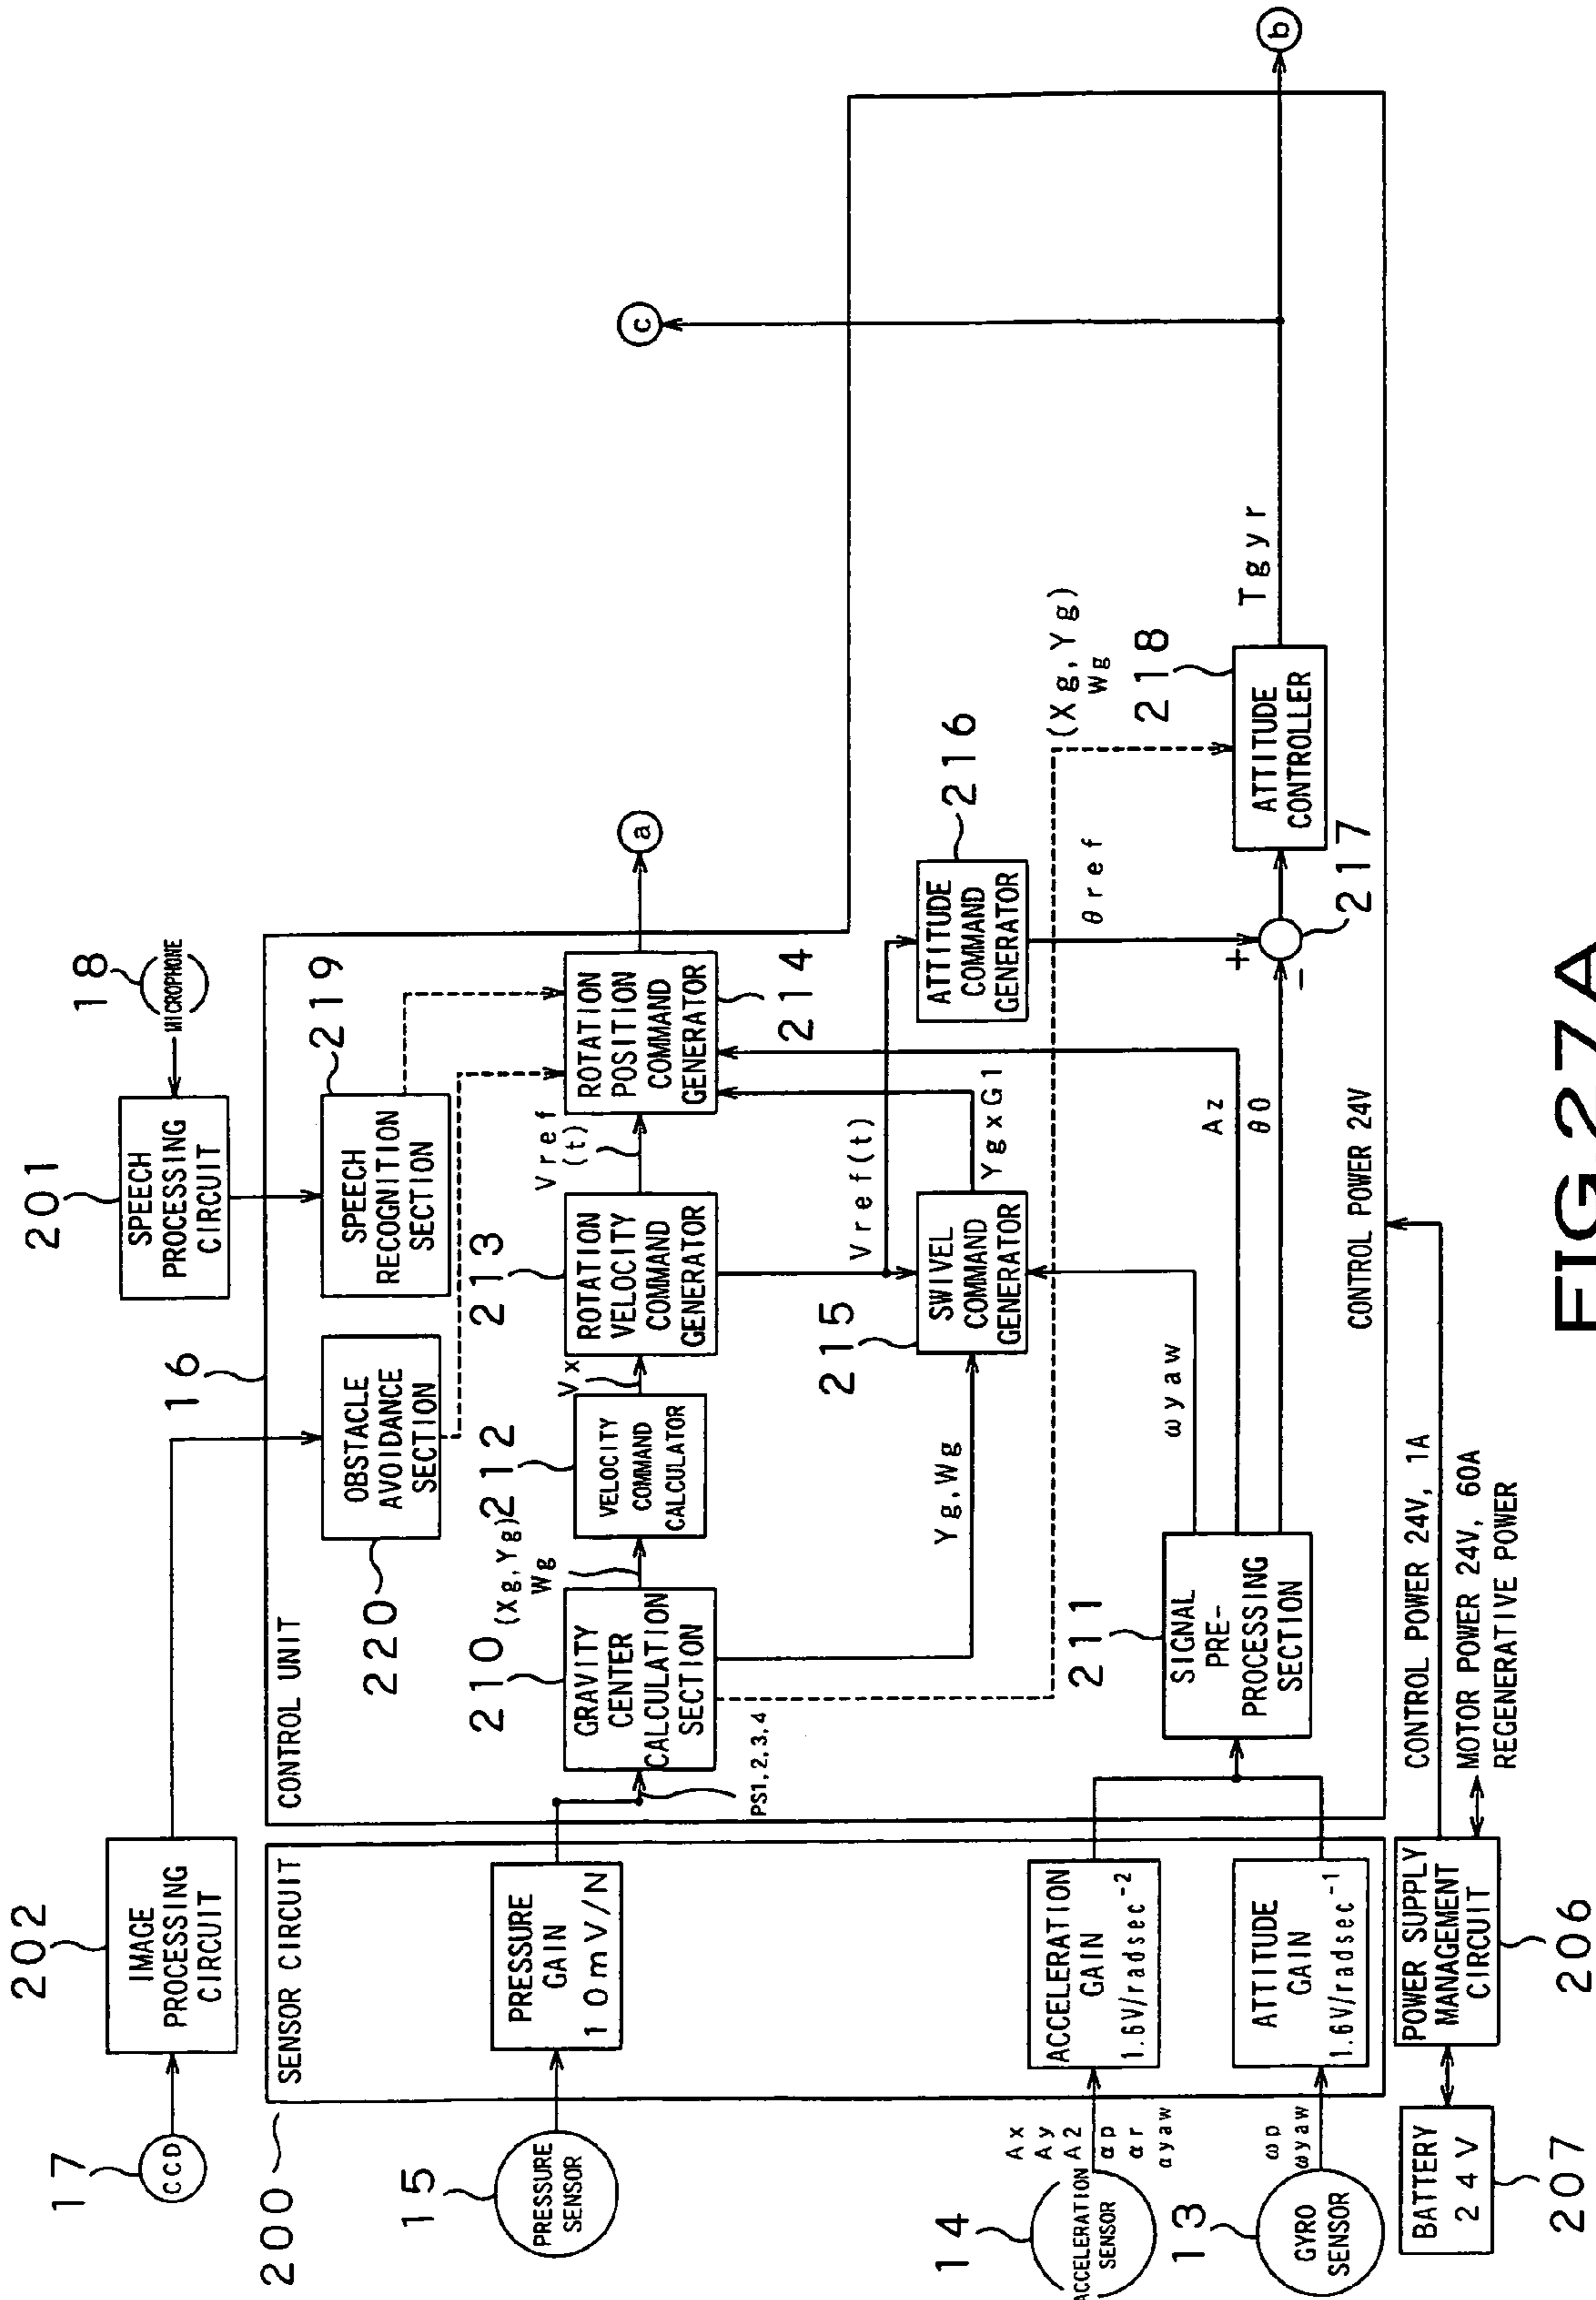 17
CCD
202
IMAGE
PROCESSING
CIRCUIT
201
SPEECH
PROCESSING
CIRCUIT
18
MICROPHONE
200
SENSOR CIRCUIT
CONTROL UNIT
16
220
OBSTACLE
AVOIDANCE
SECTION
SPEECH
RECOGNITION
SECTION
219
15
PRESSURE
SENSOR
PRESSURE
GAIN
10mV/N
PS1,2,3,4
210
GRAVITY
CENTER
CALCULATION
SECTION
(Xg,Yg)
Wg
212
VELOCITY
COMMAND
CALCULATOR
Vx
213
ROTATION
VELOCITY
COMMAND
GENERATOR
Vref
(t)
ROTATION
POSITION
COMMAND
GENERATOR
214
a
c
b
Yg,Wg
215
SWIVEL
COMMAND
GENERATOR
Vref(t)
YgxG1
ATTITUDE
COMMAND
GENERATOR
216
θref
(Xg,Yg)
Wg
14
ACCELERATION
SENSOR
Ax
Ay
A2
αp
αr
αyaw
ACCELERATION
GAIN
1.6V/radsec-2
13
GYRO
SENSOR
ωp
ωyaw
ATTITUDE
GAIN
1.6V/radsec-1
211
SIGNAL
PRE-
PROCESSING
SECTION
ωyaw
Az
θ0
+
-
217
218
ATTITUDE
CONTROLLER
Tgyr
CONTROL POWER 24V
207
BATTERY
24V
206
POWER SUPPLY
MANAGEMENT
CIRCUIT
CONTROL POWER 24V, 1A
MOTOR POWER 24V, 60A
REGENERATIVE POWER
FIG.27A